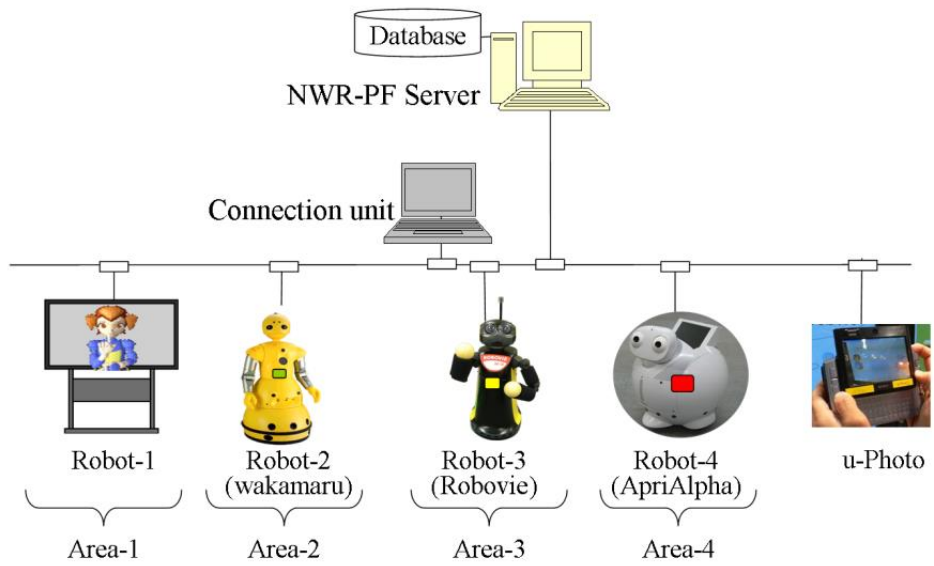 Database
NWR-PF Server
Connection unit
Robot-1
Robot-2
(wakamaru)
Robot-3
(Robovie)
Robot-4
(ApriAlpha)
u-Photo
Area-1
Area-2
Area-3
Area-4